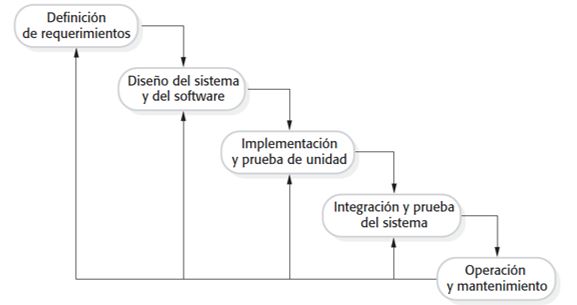 Definición
de requerimientos
Diseño del sistema
y del software
Implementación
y prueba de unidad
Integración y prueba
del sistema
Operación
y mantenimiento